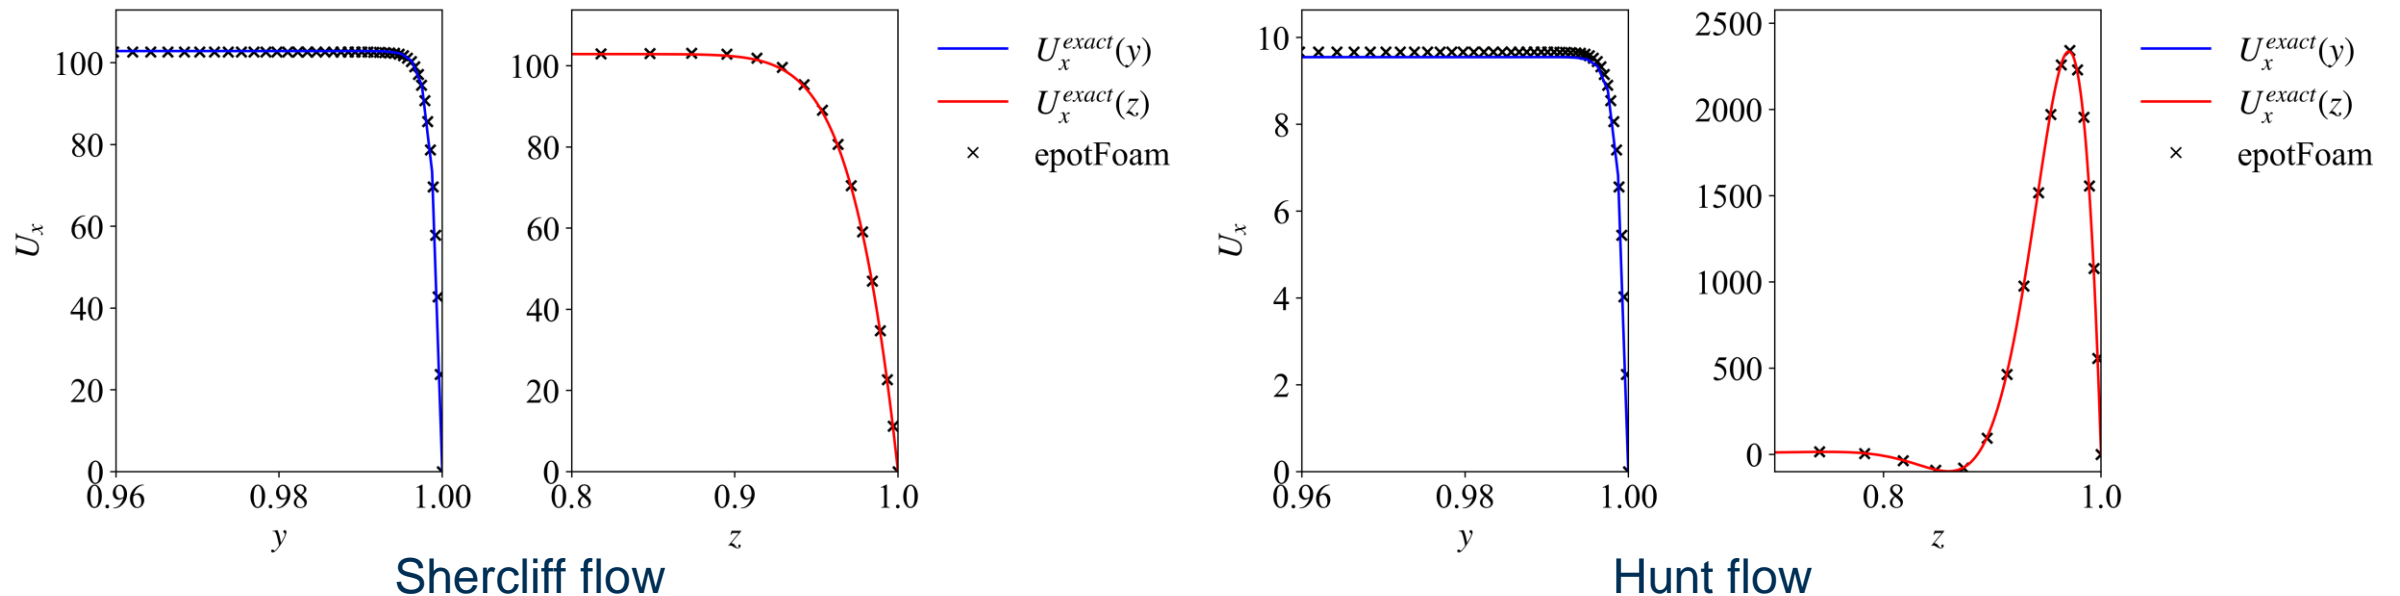 100
80
60
40
20
0
0.96 0.98 1.00
U_x
y
100
80
60
40
20
0
0.8 0.9 1.0
z
U_x^{exact}(y)
U_x^{exact}(z)
epotFoam
Shercliff flow
10
8
6
4
2
0
0.96 0.98 1.00
U_x
y
2500
2000
1500
1000
500
0
0.8 1.0
z
U_x^{exact}(y)
U_x^{exact}(z)
epotFoam
Hunt flow